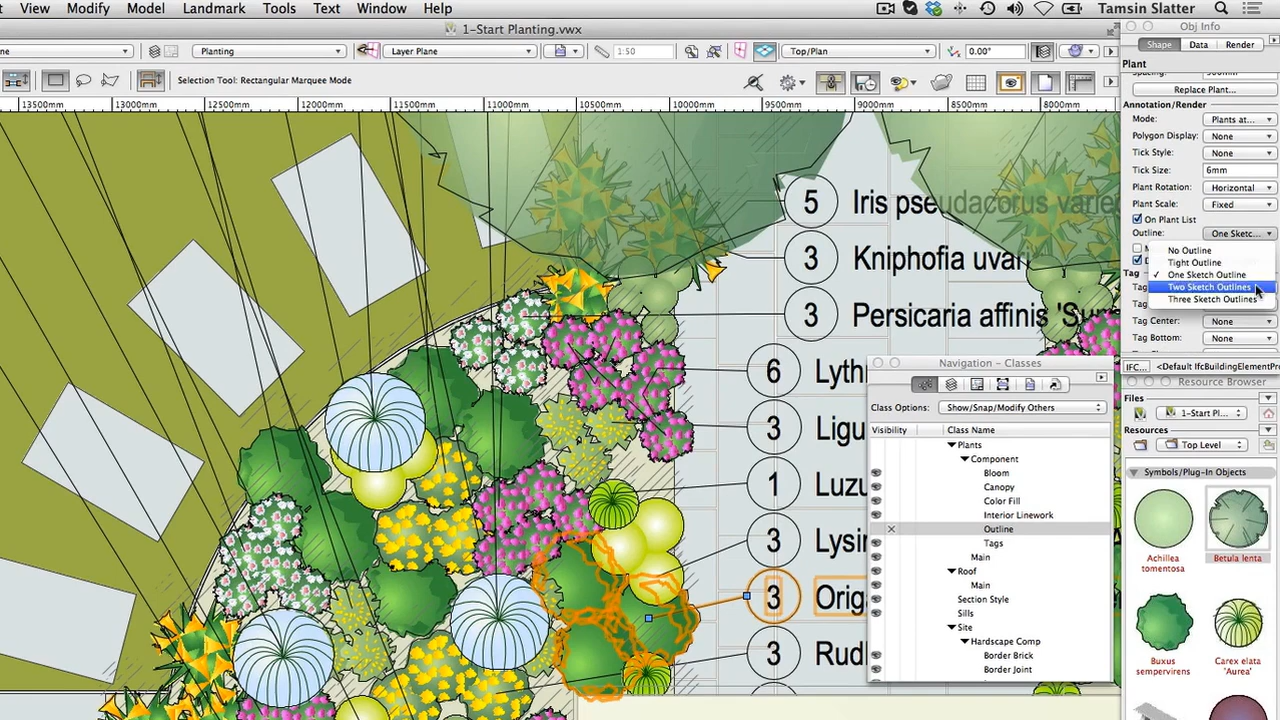 View Modify Model Landmark Tools Text Window Help Tamsin Slatter
1-Start Planting.vwx
Planting Layer Plane 1:50 Top/Plan 0.00°
Selection Tool: Rectangular Marquee Mode
13500mm 13000mm 12500mm 12000mm 11500mm 11000mm 10500mm 10000mm 9500mm 9000mm 8500mm 8000mm
5 Iris pseudacorus varie
3 Kniphofia uvari
3 Persicaria affinis 'Su
6 Lyth
3 Ligu
1 Luzu
3 Lysi
3 Orig
3 Rudl
Obj Info
Shape Data Render
Plant
Replace Plant...
Annotation/Render
Mode: Plants at...
Polygon Display: None
Tick Style: None
Tick Size: 6mm
Plant Rotation: Horizontal
Plant Scale: Fixed
On Plant List
Outline: One Sketc...
No Outline
Tight Outline
✓ One Sketch Outline
Two Sketch Outlines
Three Sketch Outlines
Tag
Tag Center: None
Tag Bottom: None
IFC... <Default IfcBuildingElementPro
Navigation - Classes
Class Options: Show/Snap/Modify Others
Visibility Class Name
Plants
Component
Bloom
Canopy
Color Fill
Interior Linework
Outline
Tags
Main
Roof
Main
Section Style
Sills
Site
Hardscape Comp
Border Brick
Border Joint
Resource Browser
Files
1-Start Pl...
Resources
Top Level
Symbols/Plug-In Objects
Achillea tomentosa
Betula lenta
Buxus sempervirens
Carex elata 'Aurea'